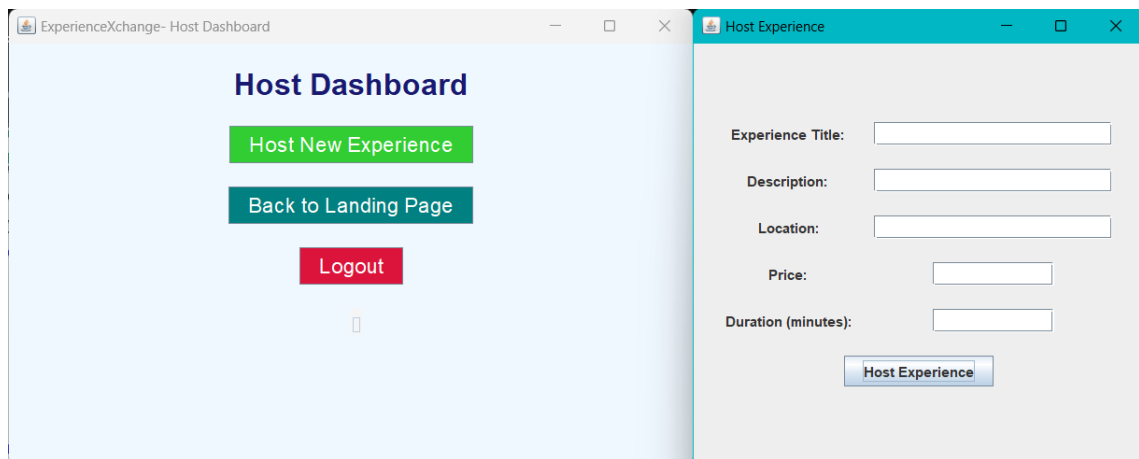 ExperienceXchange- Host Dashboard
Host Dashboard
Host New Experience
Back to Landing Page
Logout
Host Experience
Experience Title:
Description:
Location:
Price:
Duration (minutes):
Host Experience